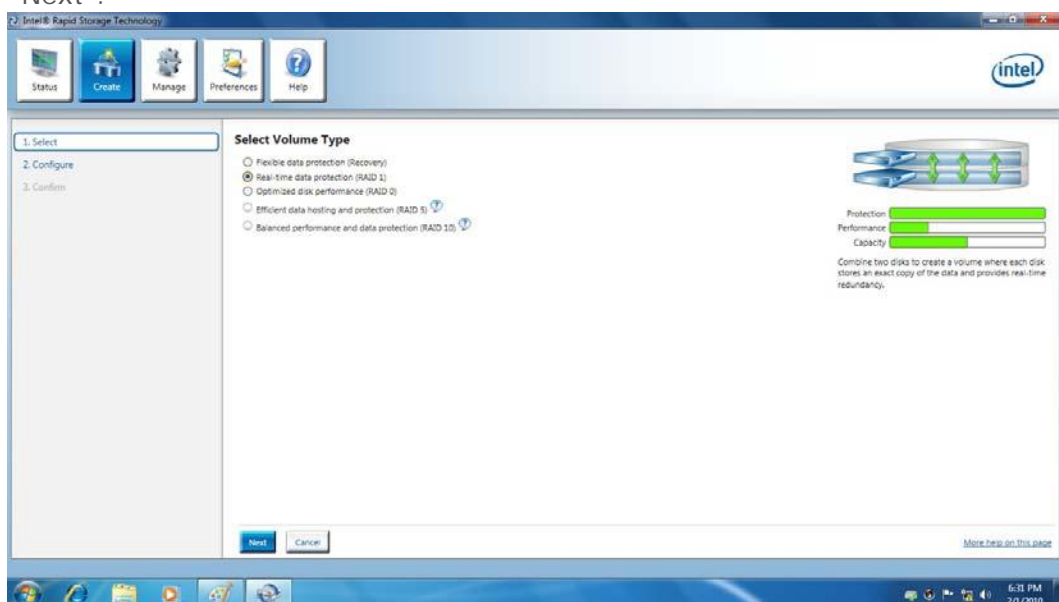 "Next".
Intel® Rapid Storage Technology
Status
Create
Manage
Preferences
Help
intel
1. Select
2. Configure
3. Confirm
Select Volume Type
Flexible data protection (Recovery)
Real-time data protection (RAID 1)
Optimized disk performance (RAID 0)
Efficient data hosting and protection (RAID 5)
Balanced performance and data protection (RAID 10)
Protection
Performance
Capacity
Combine two disks to create a volume where each disk
stores an exact copy of the data and provides real-time
redundancy.
Next
Cancel
More help on this page
6:31 PM
2/1/2010